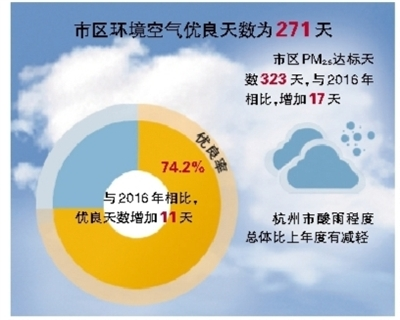 市区环境空气优良天数为271天
市区PM₂.₅达标天
数323天,与2016年
相比,增加17天
优良率
74.2%
与2016年相比,
优良天数增加11天
杭州市酸雨程度
总体比上年度有减轻